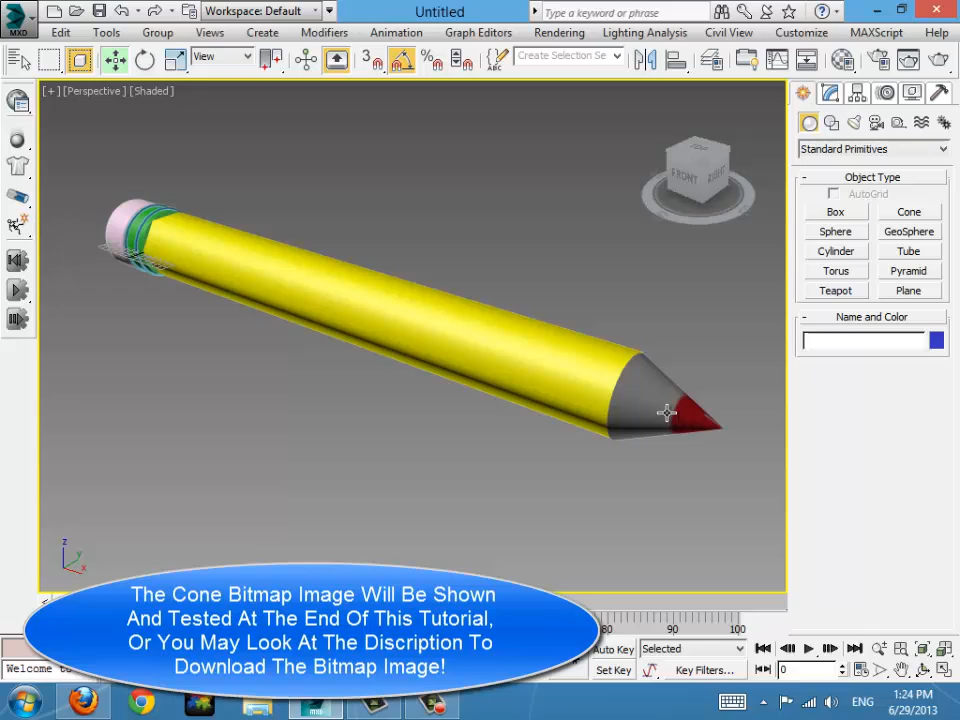 Workspace: Default
Untitled
Type a keyword or phrase
MXD
Edit Tools Group Views Create Modifiers Animation Graph Editors Rendering Lighting Analysis Civil View Customize MAXScript Help
View
3
Create Selection Se
[+] [Perspective] [Shaded]
FRONT RIGHT
Standard Primitives
- Object Type
AutoGrid
Box Cone
Sphere GeoSphere
Cylinder Tube
Torus Pyramid
Teapot Plane
- Name and Color
z
y
x
The Cone Bitmap Image Will Be Shown
And Tested At The End Of This Tutorial,
Or You May Look At The Discription To
Download The Bitmap Image!
80 90 100
Auto Key Selected
Welcome to
Set Key Key Filters... 0
MXD
ENG
1:24 PM
6/29/2013